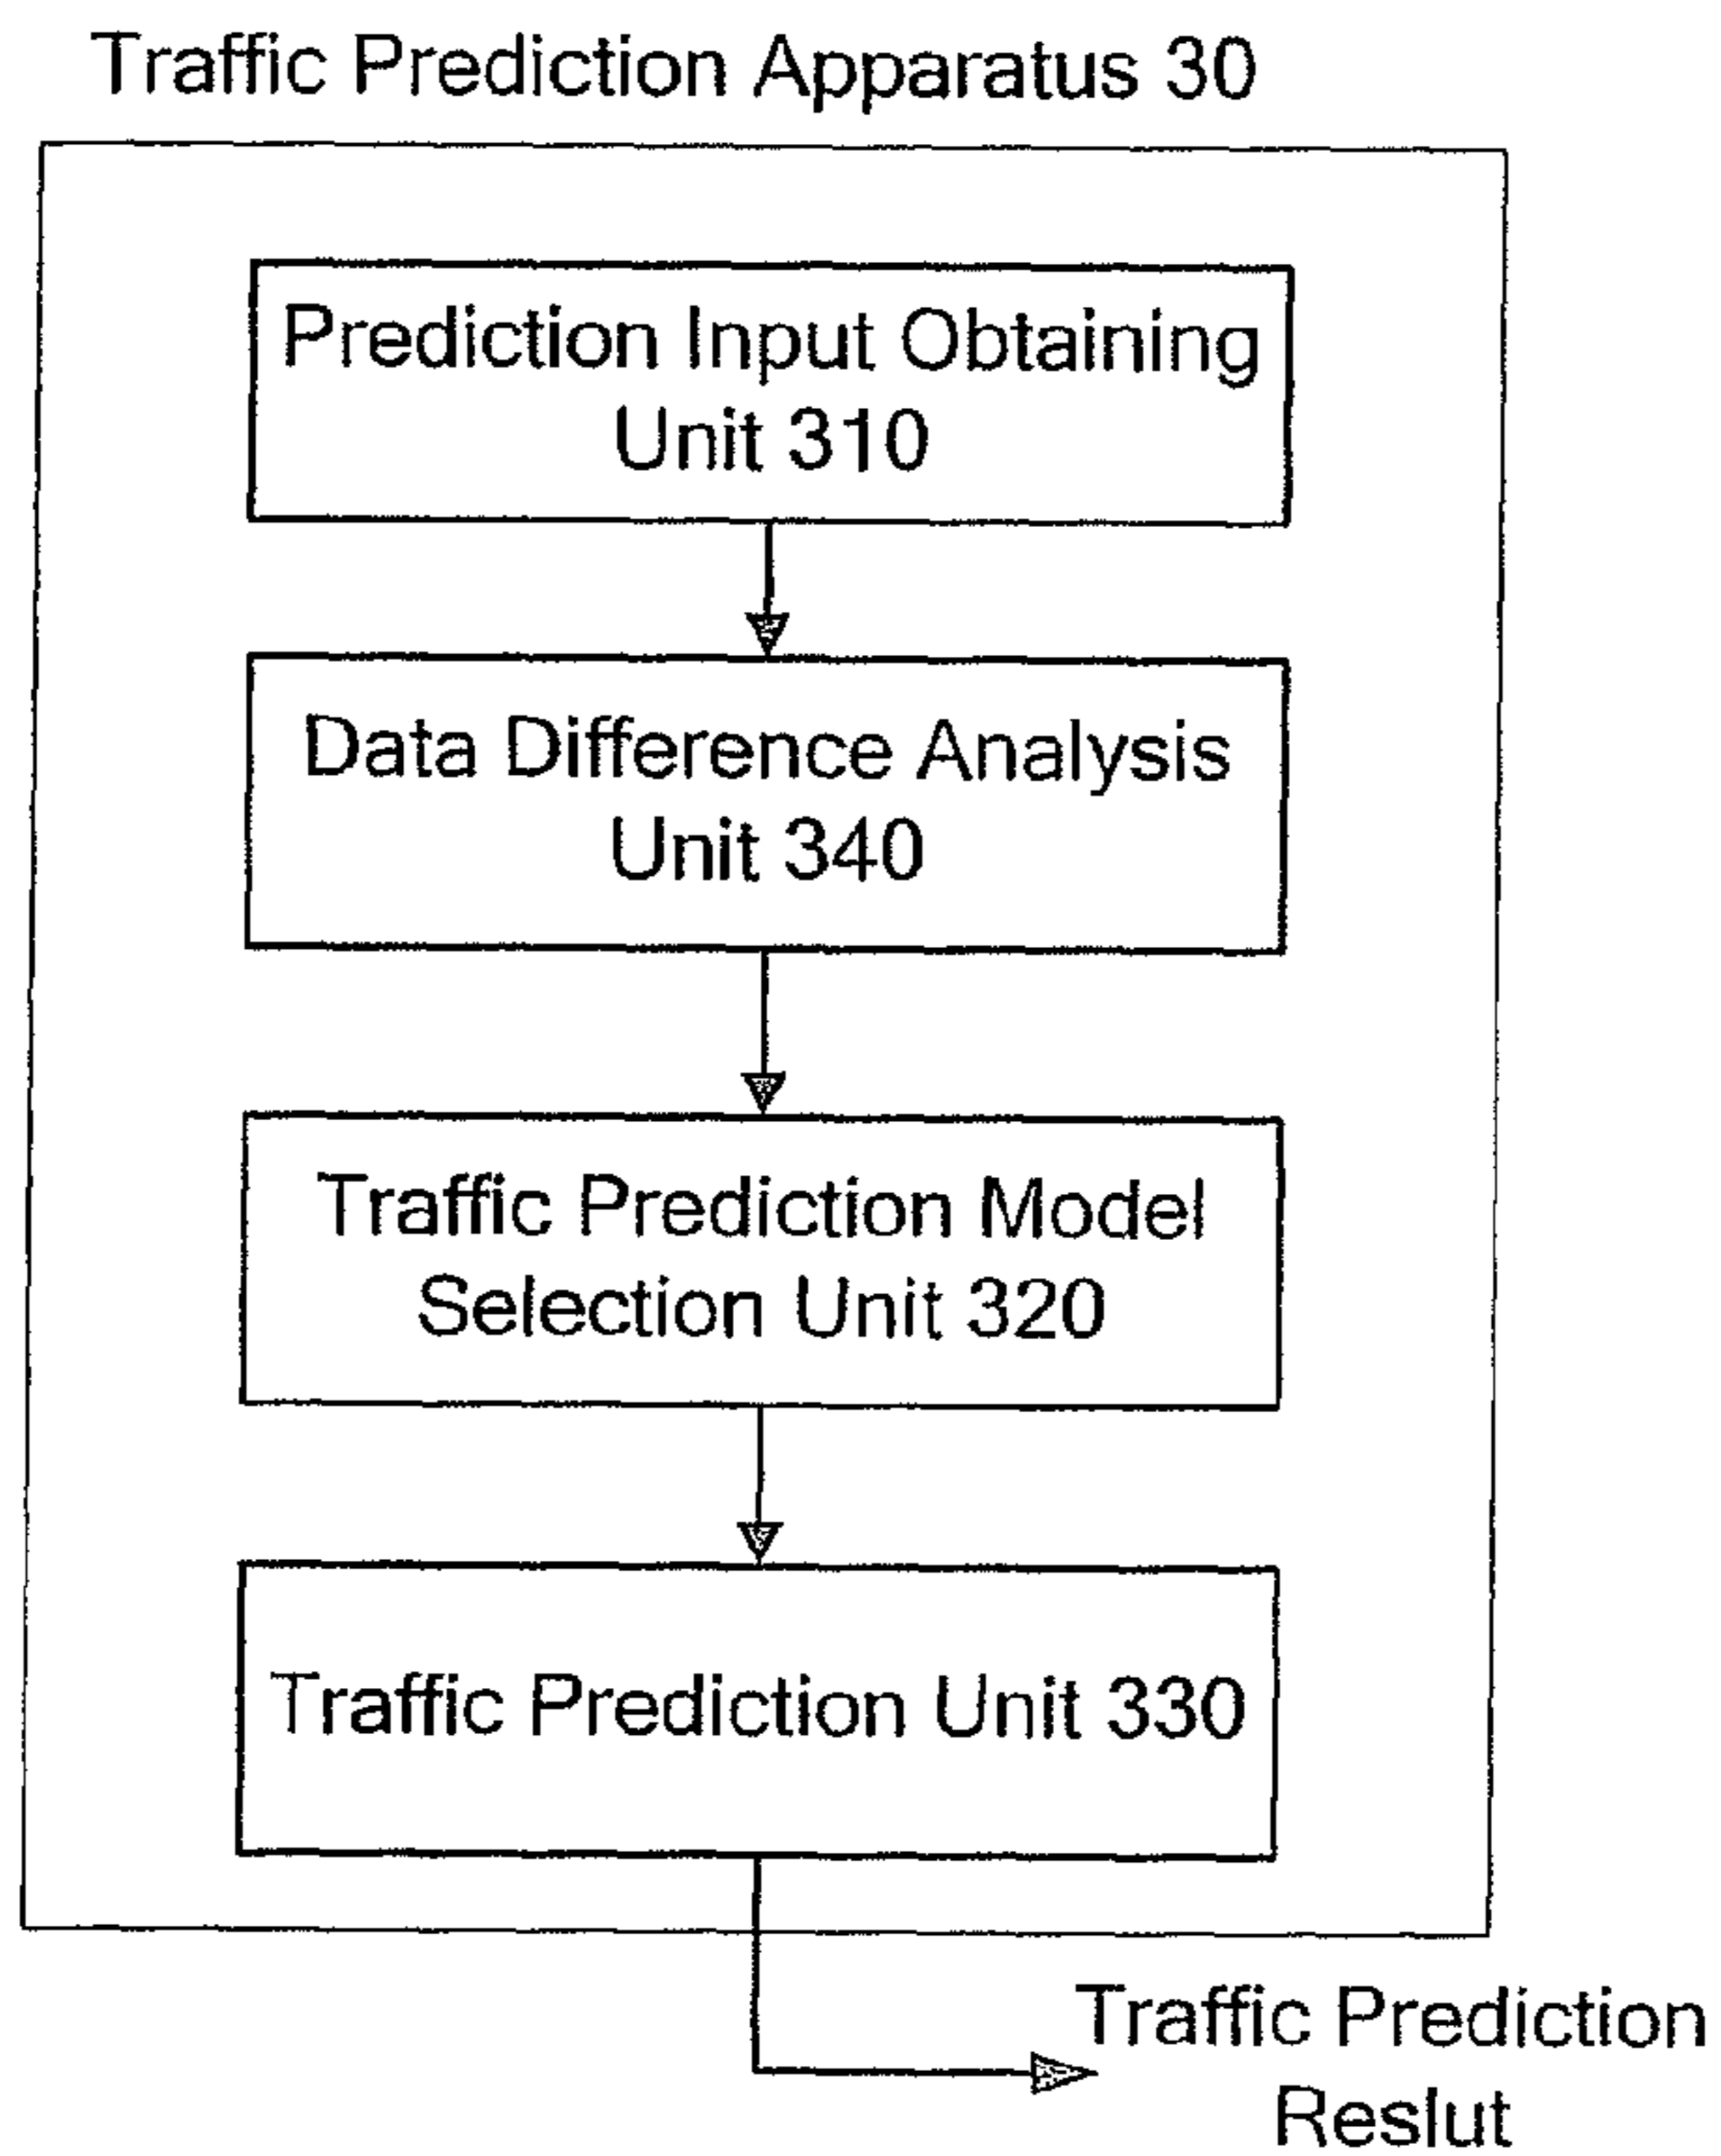 Traffic Prediction Apparatus 30
Prediction Input Obtaining
Unit 310
Data Difference Analysis
Unit 340
Traffic Prediction Model
Selection Unit 320
Traffic Prediction Unit 330
Traffic Prediction
Reslut